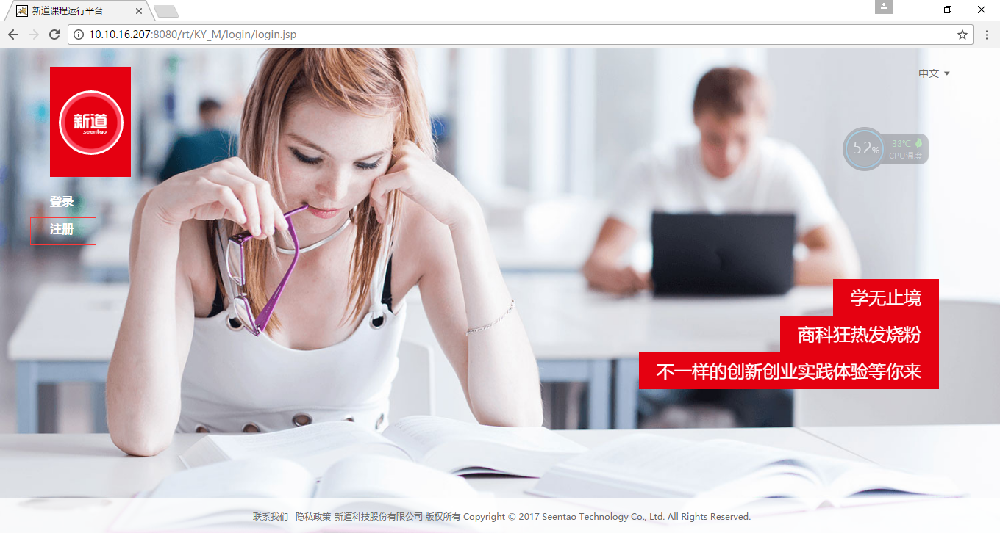 新道课程运行平台
10.10.16.207:8080/rt/KY_M/login/login.jsp
中文
新道
seentao
52%
33℃
CPU温度
登录
注册
学无止境
商科狂热发烧粉
不一样的创新创业实践体验等你来
联系我们 隐私政策 新道科技股份有限公司 版权所有 Copyright © 2017 Seentao Technology Co., Ltd. All Rights Reserved.